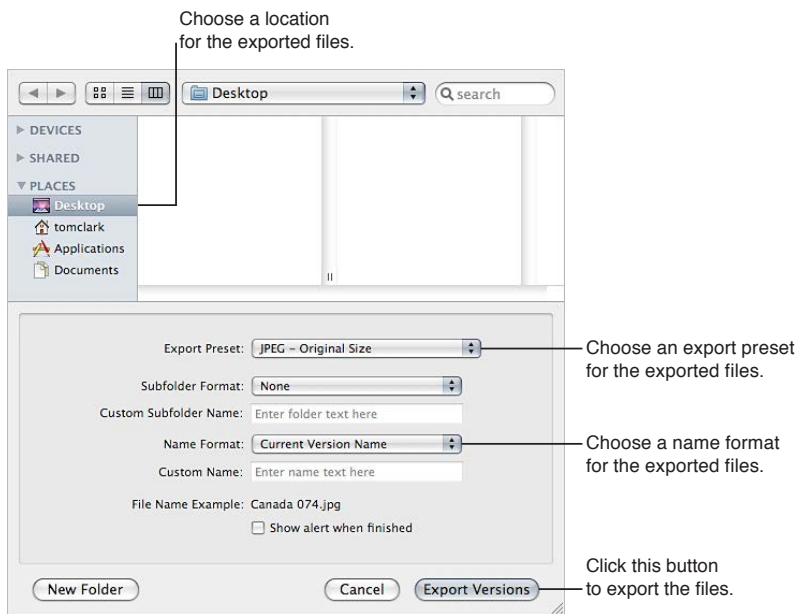 Choose a location
for the exported files.
Desktop
search
DEVICES
SHARED
PLACES
Desktop
tomclark
Applications
Documents
Export Preset: JPEG – Original Size
Choose an export preset
for the exported files.
Subfolder Format: None
Custom Subfolder Name: Enter folder text here
Name Format: Current Version Name
Choose a name format
for the exported files.
Custom Name: Enter name text here
File Name Example: Canada 074.jpg
Show alert when finished
Click this button
to export the files.
New Folder
Cancel
Export Versions